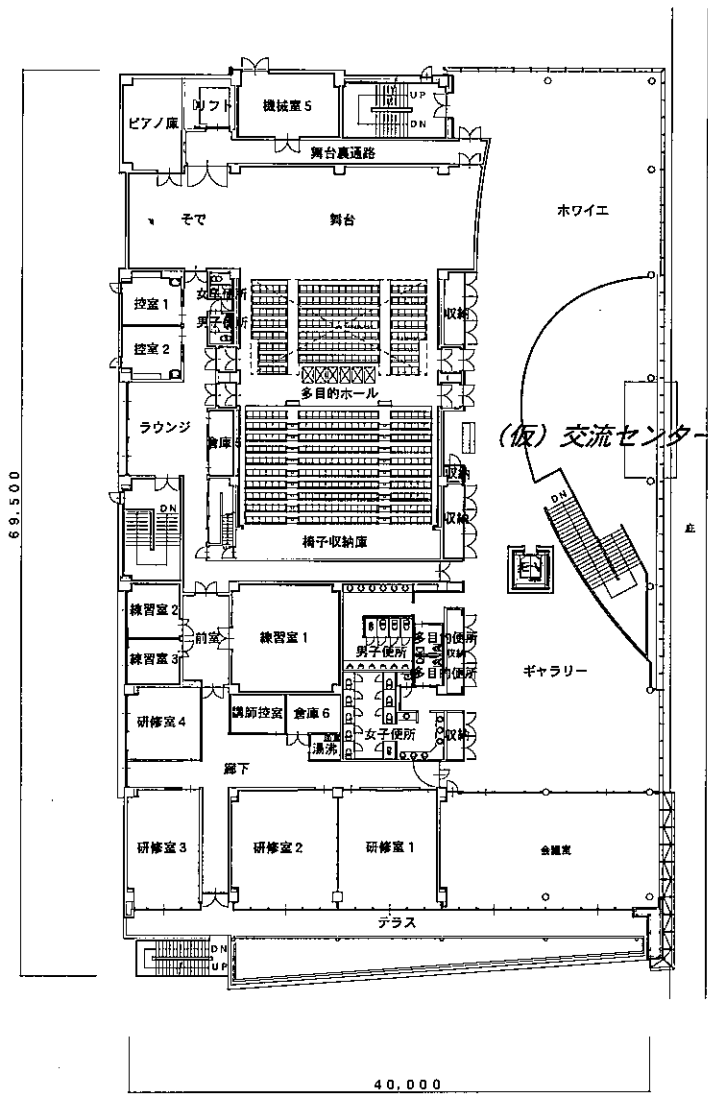 UP
リフト
機械室5
ピアノ庫
DN
舞台裏通路
そで
舞台
ホワイエ
女子便所
控室1
収納
男子便所
控室2
多目的ホール
ラウンジ
(仮)交流センター
倉庫5
収納
69,500
DN
DN
収納
椅子収納庫
EV
練習室2
前室
練習室1
多目的便所
男子便所
収納
練習室3
多目的便所
ギャラリー
研修室4
講師控室
倉庫6
収納
女子便所
湯沸
廊下
研修室3
研修室2
研修室1
会議室
テラス
DN
UP
40,000